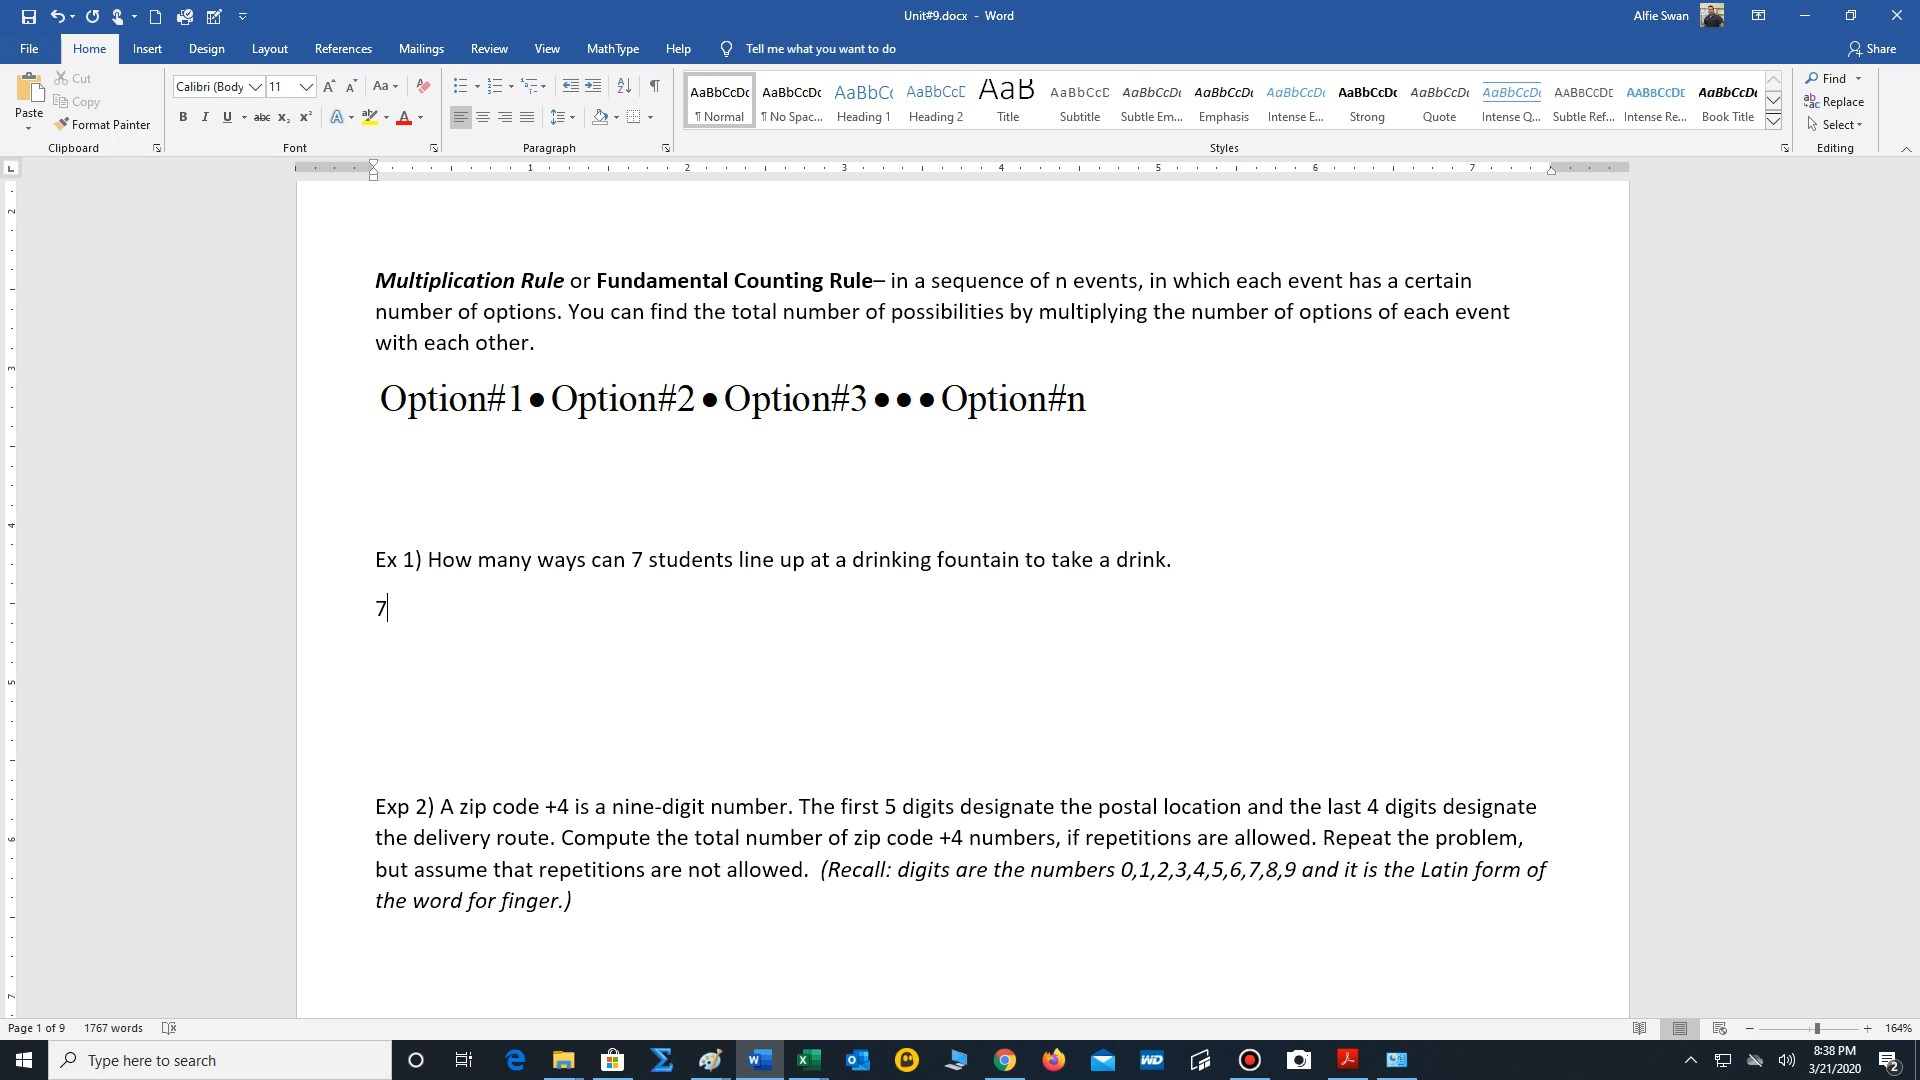 Unit#9.docx - Word
Alfie Swan
File Home Insert Design Layout References Mailings Review View MathType Help Tell me what you want to do Share
Paste Cut Copy Format Painter
Calibri (Body 11
AaBbCcDc AaBbCcDc AaBbCc AaBbCcD AaB AaBbCcD AaBbCcDc AaBbCcDc AaBbCcDc AaBbCcDc AaBbCcDc AaBbCcDc AABBCCDE AABBCCDE AaBbCcDc
¶ Normal ¶ No Spac... Heading 1 Heading 2 Title Subtitle Subtle Em... Emphasis Intense E... Strong Quote Intense Q... Subtle Ref... Intense Re... Book Title
Find Replace Select
Clipboard Font Paragraph Styles Editing
1 2 3 4 5 6 7
Multiplication Rule or Fundamental Counting Rule– in a sequence of n events, in which each event has a certain
number of options. You can find the total number of possibilities by multiplying the number of options of each event
with each other.
Option#1•Option#2•Option#3•••Option#n
Ex 1) How many ways can 7 students line up at a drinking fountain to take a drink.
7
Exp 2) A zip code +4 is a nine-digit number. The first 5 digits designate the postal location and the last 4 digits designate
the delivery route. Compute the total number of zip code +4 numbers, if repetitions are allowed. Repeat the problem,
but assume that repetitions are not allowed. (Recall: digits are the numbers 0,1,2,3,4,5,6,7,8,9 and it is the Latin form of
the word for finger.)
Page 1 of 9 1767 words 164%
Type here to search
8:38 PM
3/21/2020
2